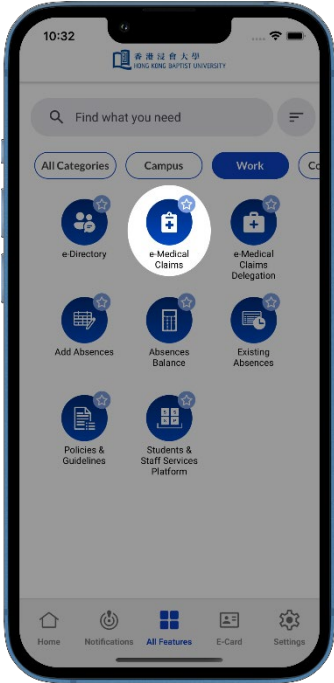 10:32
香港浸會大學
HONG KONG BAPTIST UNIVERSITY
Find what you need
All Categories
Campus
Work
Co
e-Directory
e-Medical
Claims
e-Medical
Claims
Delegation
Add Absences
Absences
Balance
Existing
Absences
Policies &
Guidelines
Students &
Staff Services
Platform
Home
Notifications
All Features
E-Card
Settings